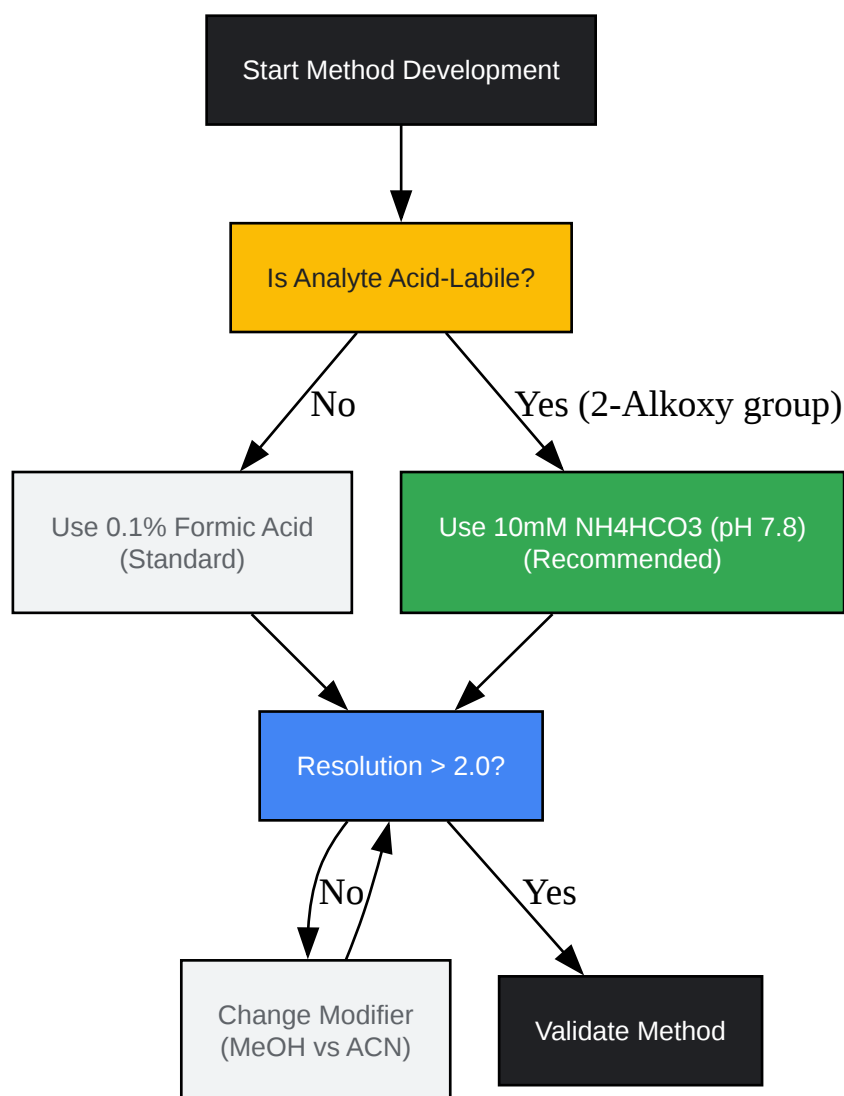 Start Method Development
Is Analyte Acid-Labile?
No
Yes (2-Alkoxy group)
Use 0.1% Formic Acid
(Standard)
Use 10mM NH4HCO3 (pH 7.8)
(Recommended)
Resolution > 2.0?
No
Yes
Change Modifier
(MeOH vs ACN)
Validate Method